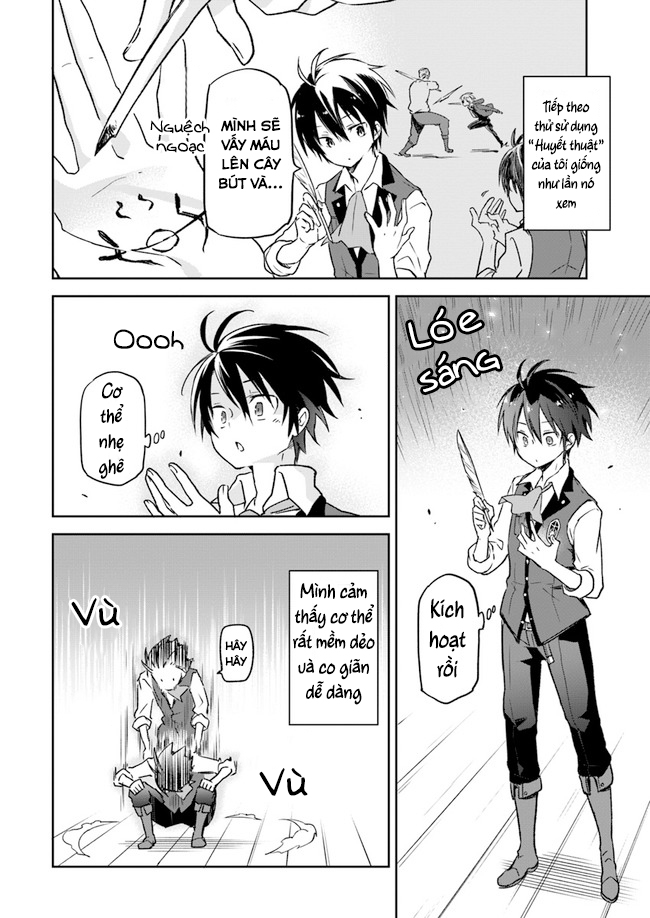 Tiếp theo
thử sử dụng
“Huyết thuật”
của tôi giống
như lần nó
xem
MÌNH SẼ
VẤY MÁU
LÊN CÂY
BÚT VÀ...
Nguệch
ngoạc
Lóe
sáng
Kích
hoạt
rồi
Oooh
Cơ
thể
nhẹ
ghê
Mình cảm
thấy cơ thể
rất mềm dẻo
và co giãn
dễ dàng
HÂY
HÂY
Vù
Vù